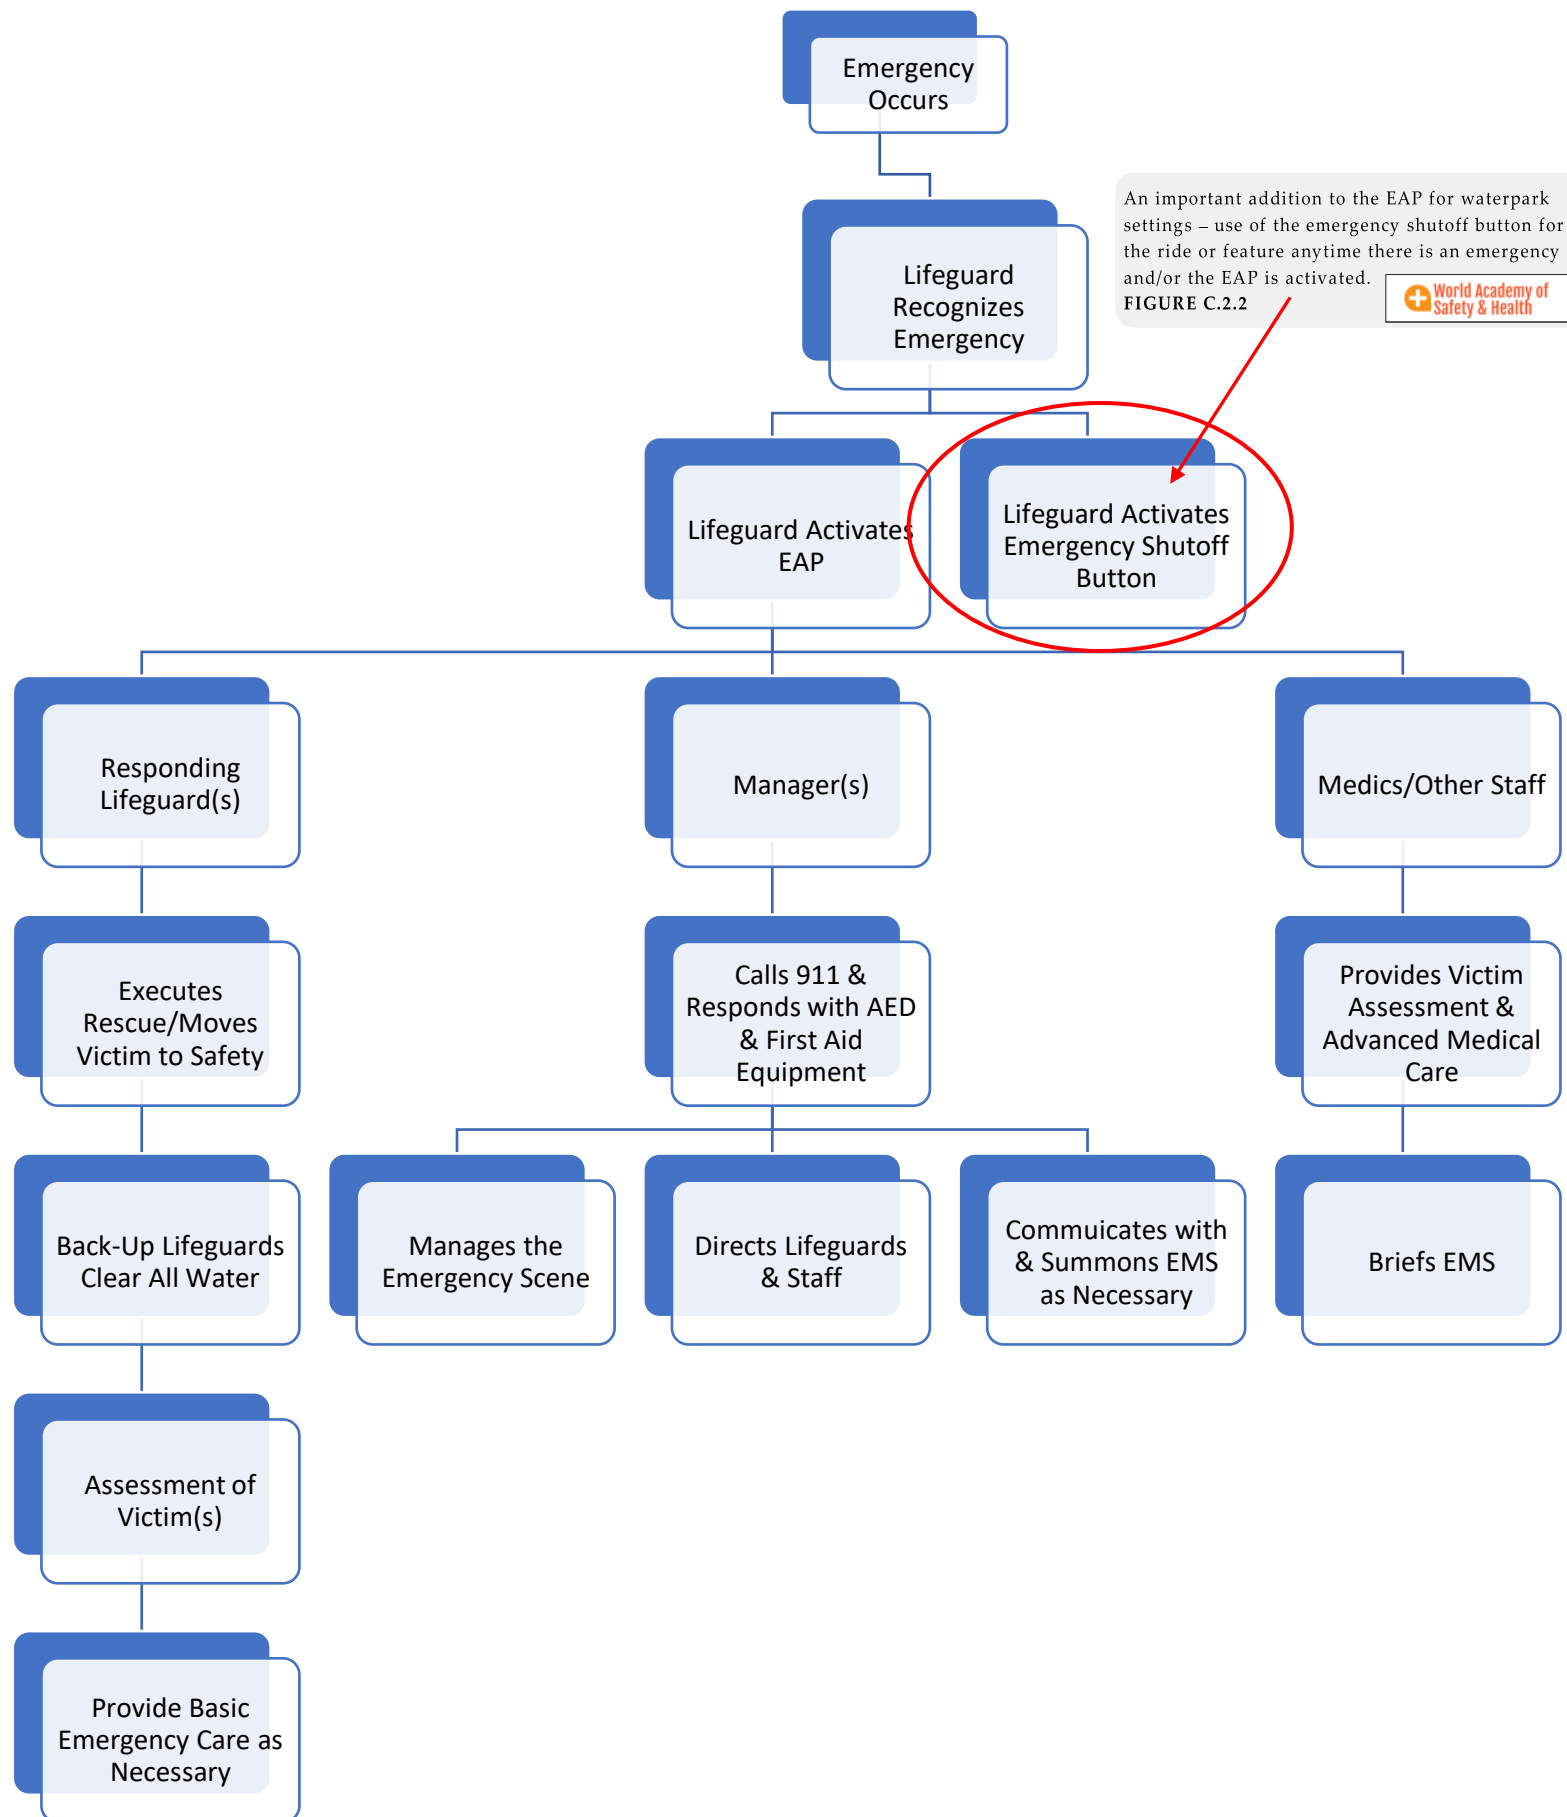 Emergency
Occurs
An important addition to the EAP for waterpark
settings – use of the emergency shutoff button for
the ride or feature anytime there is an emergency
and/or the EAP is activated.
FIGURE C.2.2
World Academy of
Safety & Health
Lifeguard
Recognizes
Emergency
Lifeguard Activates
EAP
Lifeguard Activates
Emergency Shutoff
Button
Responding
Lifeguard(s)
Manager(s)
Medics/Other Staff
Executes
Rescue/Moves
Victim to Safety
Calls 911 &
Responds with AED
& First Aid
Equipment
Provides Victim
Assessment &
Advanced Medical
Care
Back-Up Lifeguards
Clear All Water
Manages the
Emergency Scene
Directs Lifeguards
& Staff
Commuicates with
& Summons EMS
as Necessary
Briefs EMS
Assessment of
Victim(s)
Provide Basic
Emergency Care as
Necessary